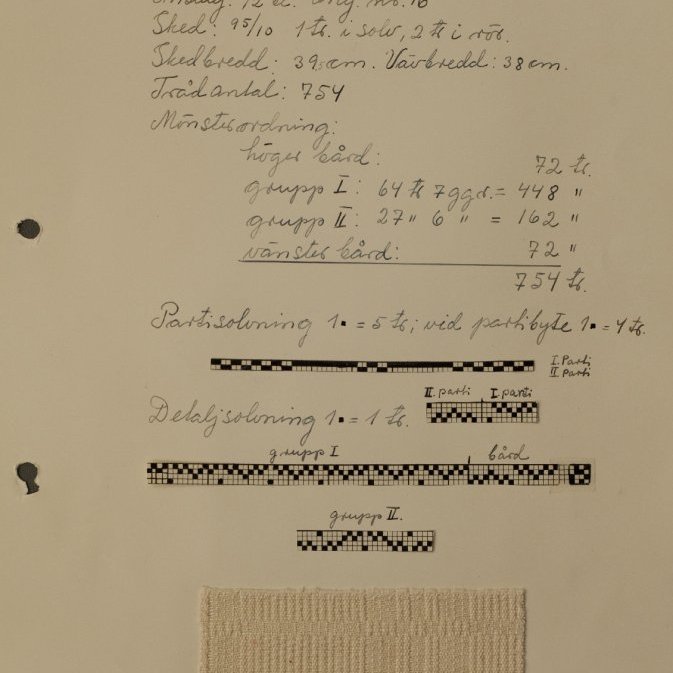 Sked: 95/10 1 tr. i solv, 2 tr i rör.
Skedbredd: 39 cm. Vävbredd: 38 cm.
Trådantal: 754
Mönsterordning:
höger bård: 72 tr.
grupp I: 64 tr 7 ggr. = 448 "
grupp II: 27 " 6 " = 162 "
vänster bård: 72 "
754 tr.
Partisolvning 1▪ = 5 tr; vid partibyte 1▪ = 4 tr.
I. Parti
II. Parti
II. parti I. parti
Detaljsolvning 1▪ = 1 tr.
grupp I bård
grupp II.